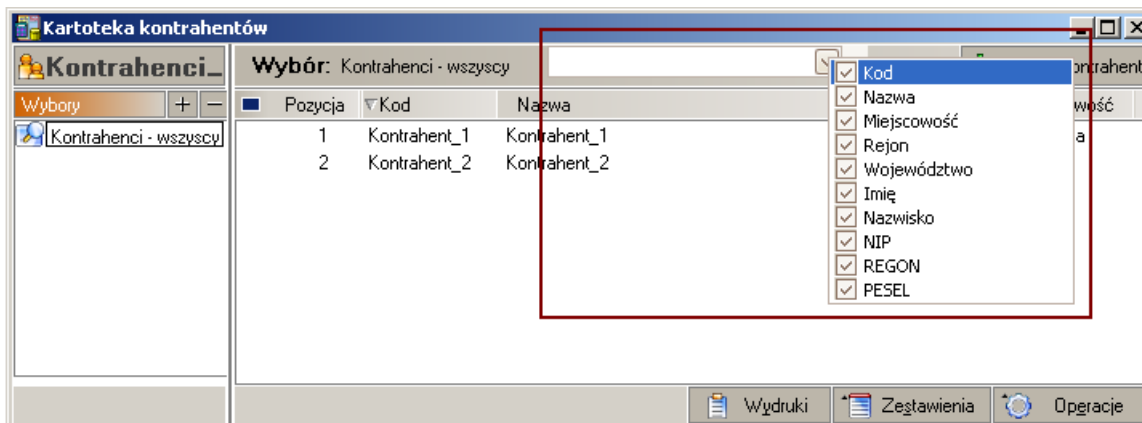 Kartoteka kontrahentów
Kontrahenci
Wybór: Kontrahenci - wszyscy
Wybory + −
Kontrahenci - wszyscy
Pozycja Kod Nazwa
1 Kontrahent_1 Kontrahent_1
2 Kontrahent_2 Kontrahent_2
Kod
Nazwa
Miejscowość
Rejon
Województwo
Imię
Nazwisko
NIP
REGON
PESEL
Wydruki Zestawienia Operacje